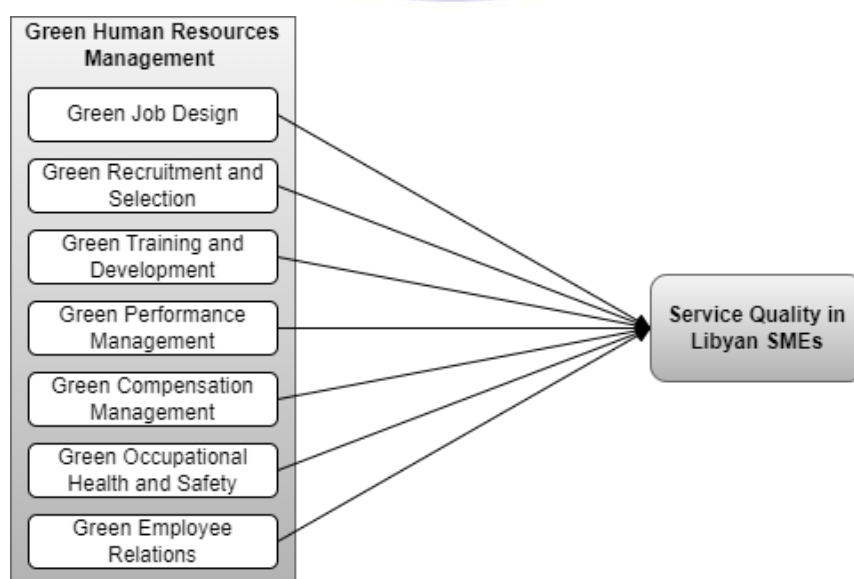 Green Human Resources
Management
Green Job Design
Green Recruitment and
Selection
Green Training and
Development
Green Performance
Management
Green Compensation
Management
Green Occupational
Health and Safety
Green Employee
Relations
Service Quality in
Libyan SMEs